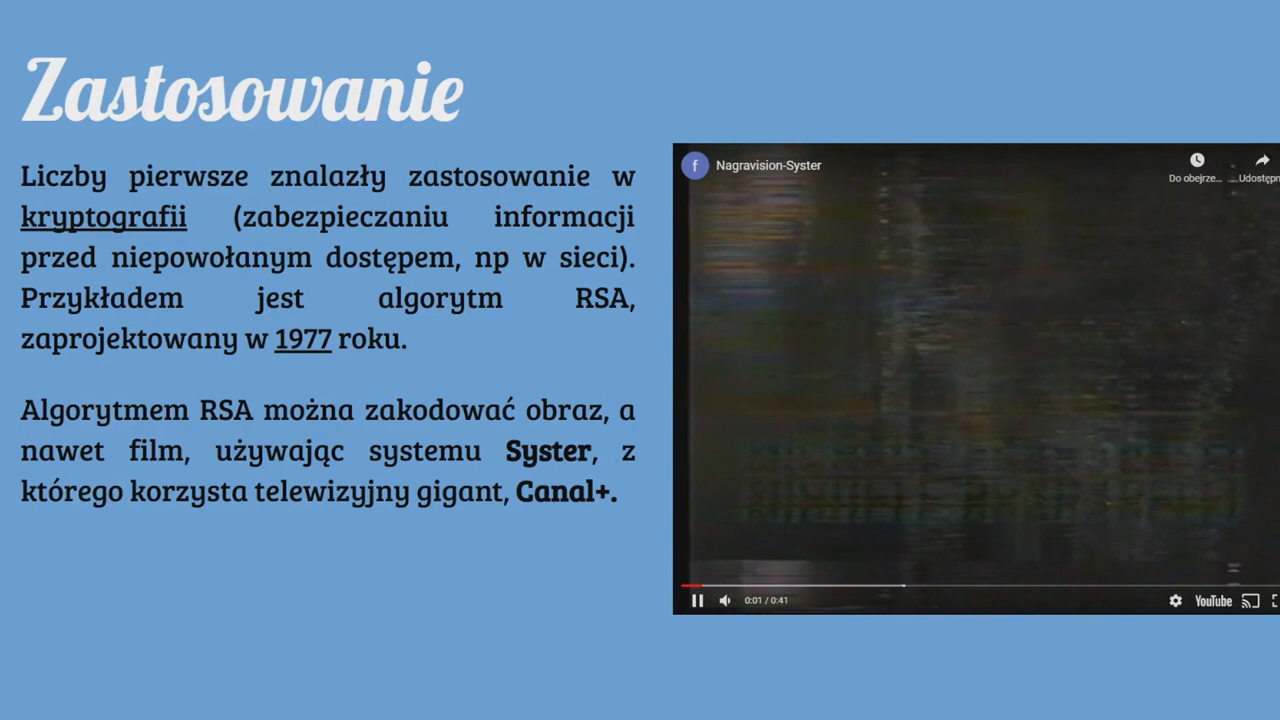 Zastosowanie
Liczby pierwsze znalazły zastosowanie w
kryptografii (zabezpieczaniu informacji
przed niepowołanym dostępem, np w sieci).
Przykładem jest algorytm RSA,
zaprojektowany w 1977 roku.
Algorytmem RSA można zakodować obraz, a
nawet film, używając systemu Syster, z
którego korzysta telewizyjny gigant, Canal+.
f Nagravision-Syster
Do obejrze... Udostępn
0:01 / 0:41
YouTube